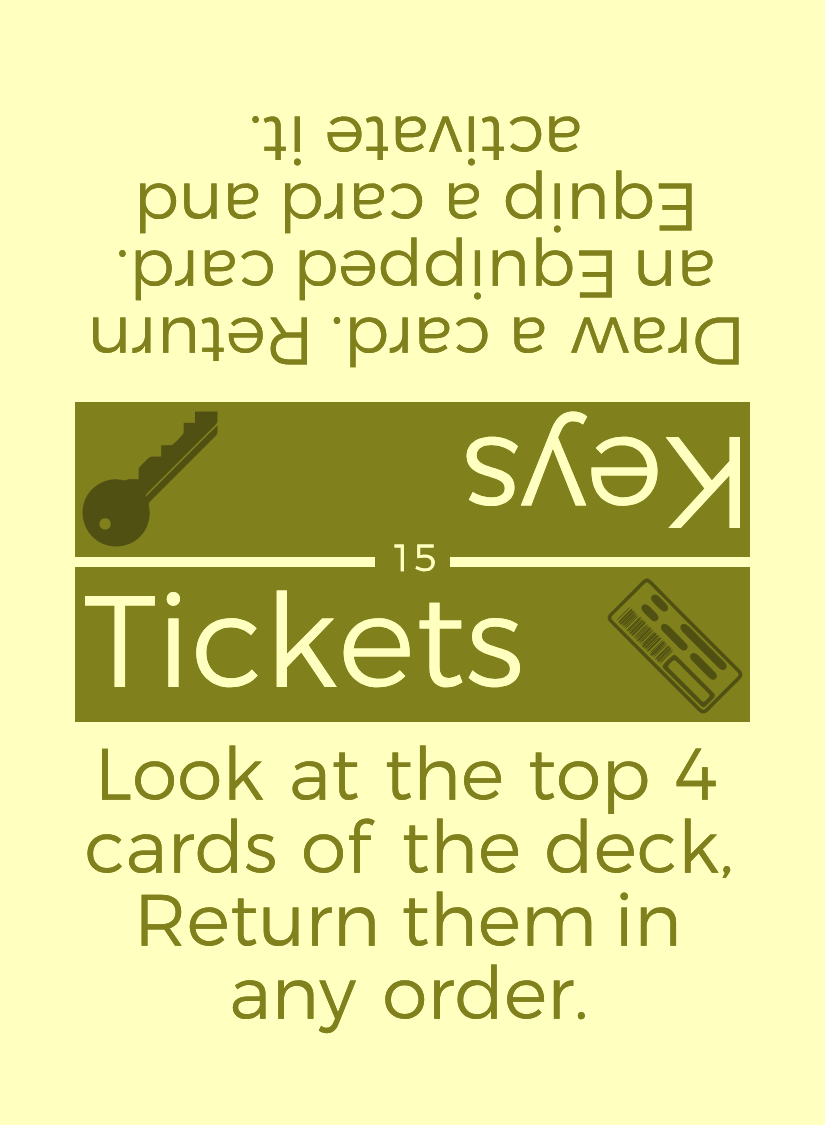 Draw a card. Return
an Equipped card.
Equip a card and
activate it.
Keys
15
Tickets
Look at the top 4
cards of the deck,
Return them in
any order.